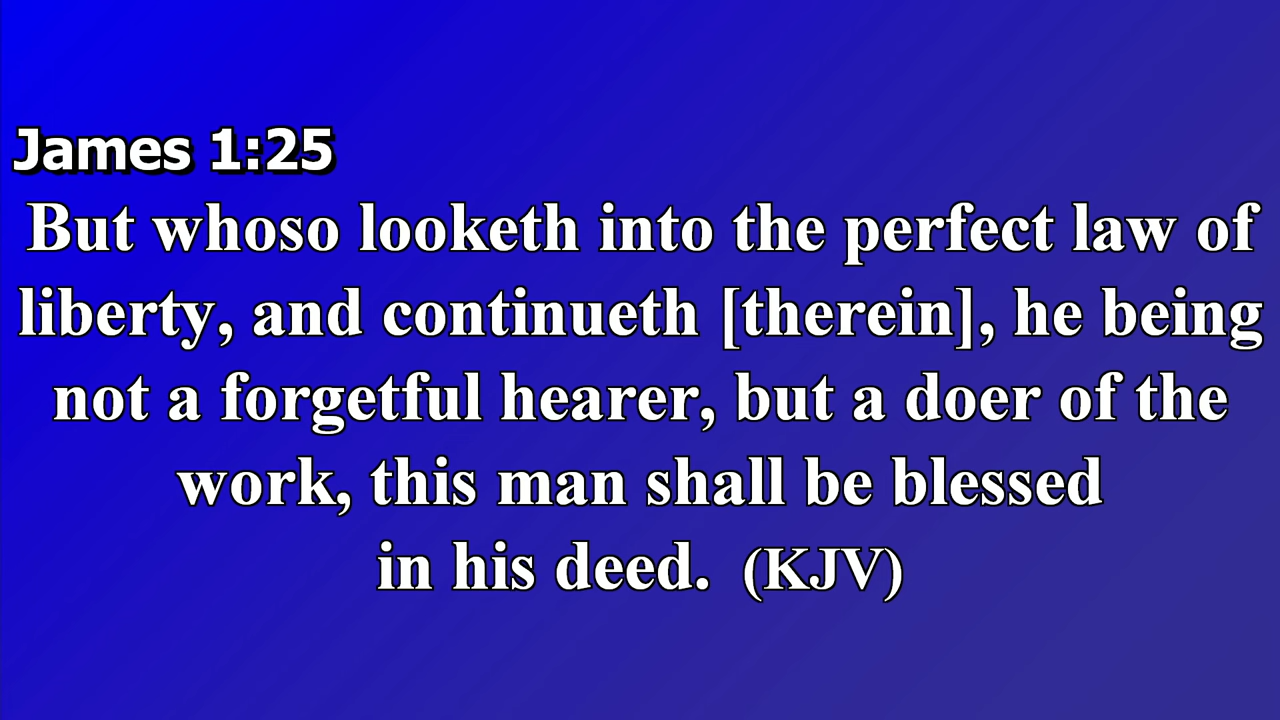 James 1:25
But whoso looketh into the perfect law of
liberty, and continueth [therein], he being
not a forgetful hearer, but a doer of the
work, this man shall be blessed
in his deed. (KJV)